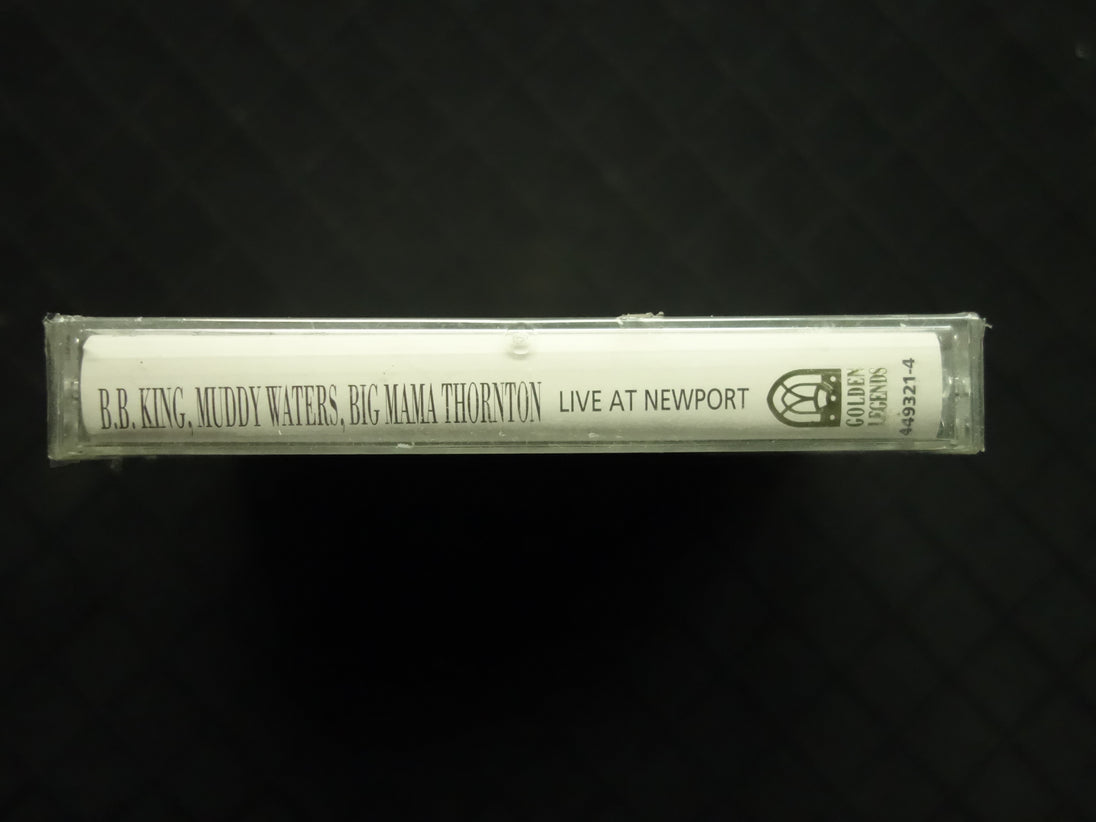 B.B. KING, MUDDY WATERS, BIG MAMA THORNTON LIVE AT NEWPORT
GOLDEN
LEGENDS
449321-4